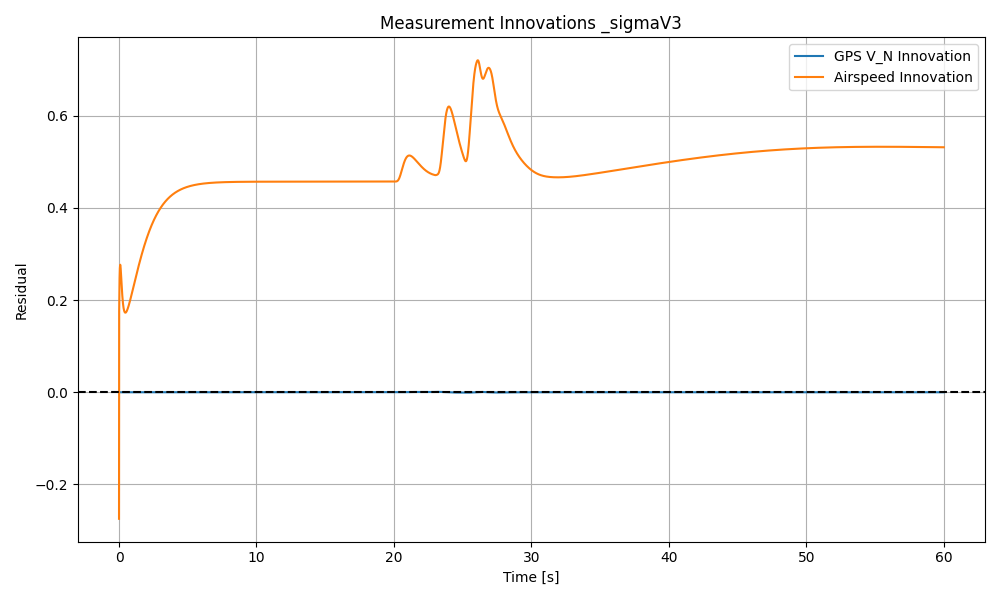 Measurement Innovations _sigmaV3
GPS V_N Innovation
Airspeed Innovation
Residual
0.6
0.4
0.2
0.0
−0.2
0 10 20 30 40 50 60
Time [s]